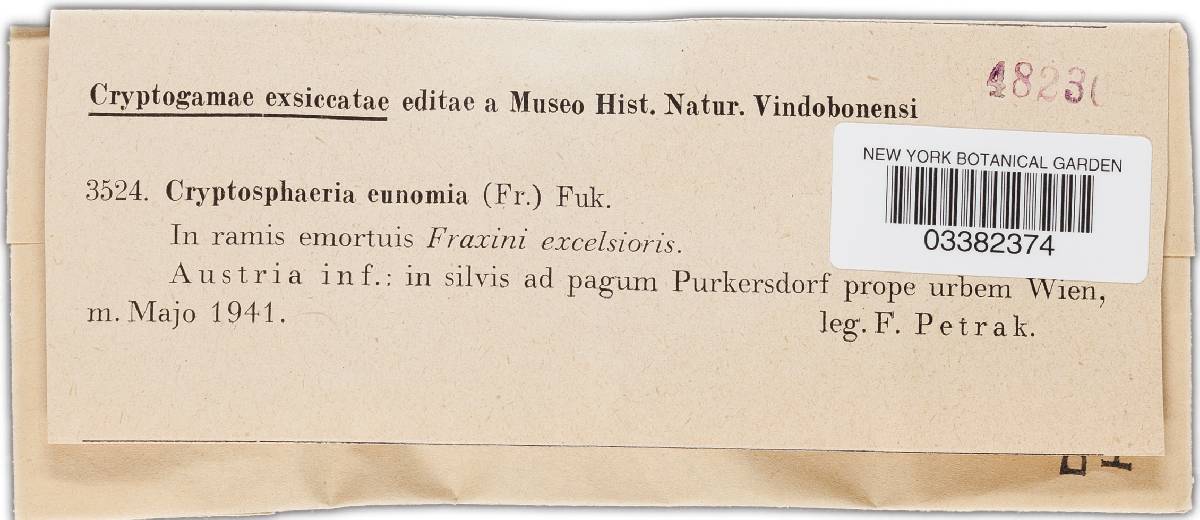 Cryptogamae exsiccatae editae a Museo Hist. Natur. Vindobonensi
NEW YORK BOTANICAL GARDEN
03382374
3524. Cryptosphaeria eunomia (Fr.) Fuk.
In ramis emortuis Fraxini excelsioris.
Austria inf.: in silvis ad pagum Purkersdorf prope urbem Wien,
m. Majo 1941.
leg. F. Petrak.